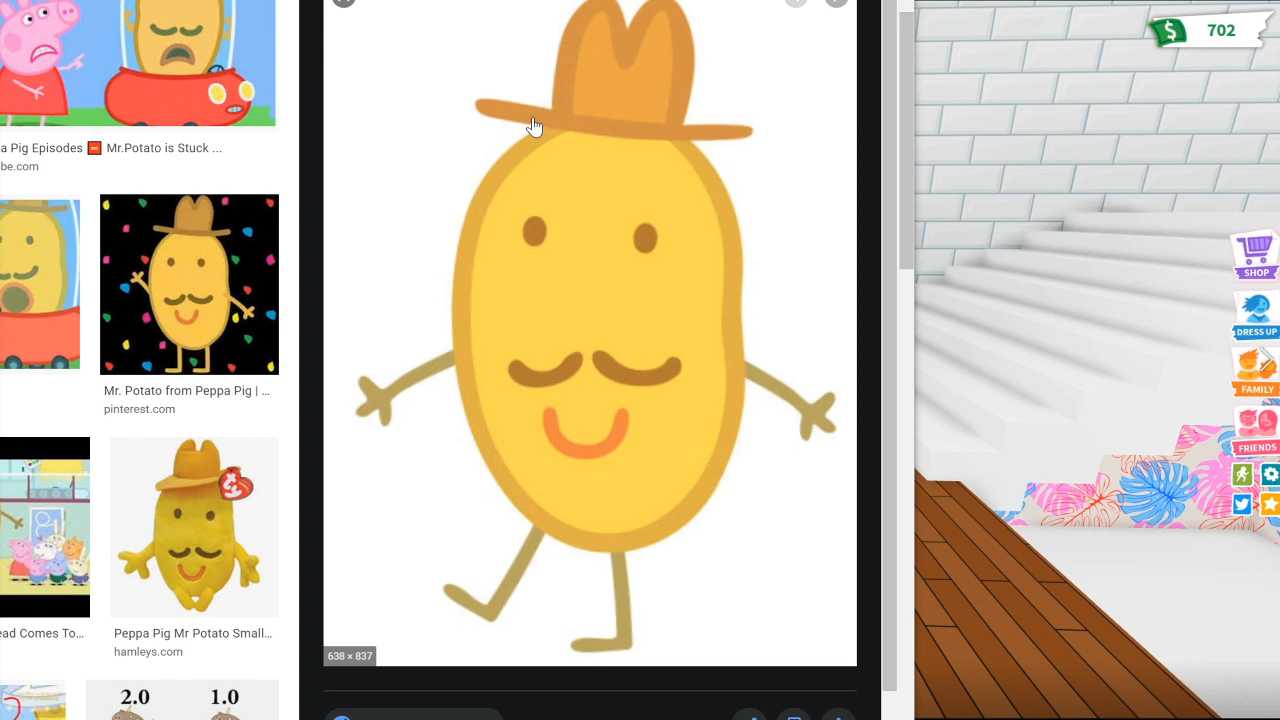 a Pig Episodes 🆕 Mr.Potato is Stuck ...
be.com
Mr. Potato from Peppa Pig | ...
pinterest.com
ead Comes To...
Peppa Pig Mr Potato Small...
hamleys.com
2.0 1.0
638 × 837
$ 702
SHOP
DRESS UP
FAMILY
FRIENDS